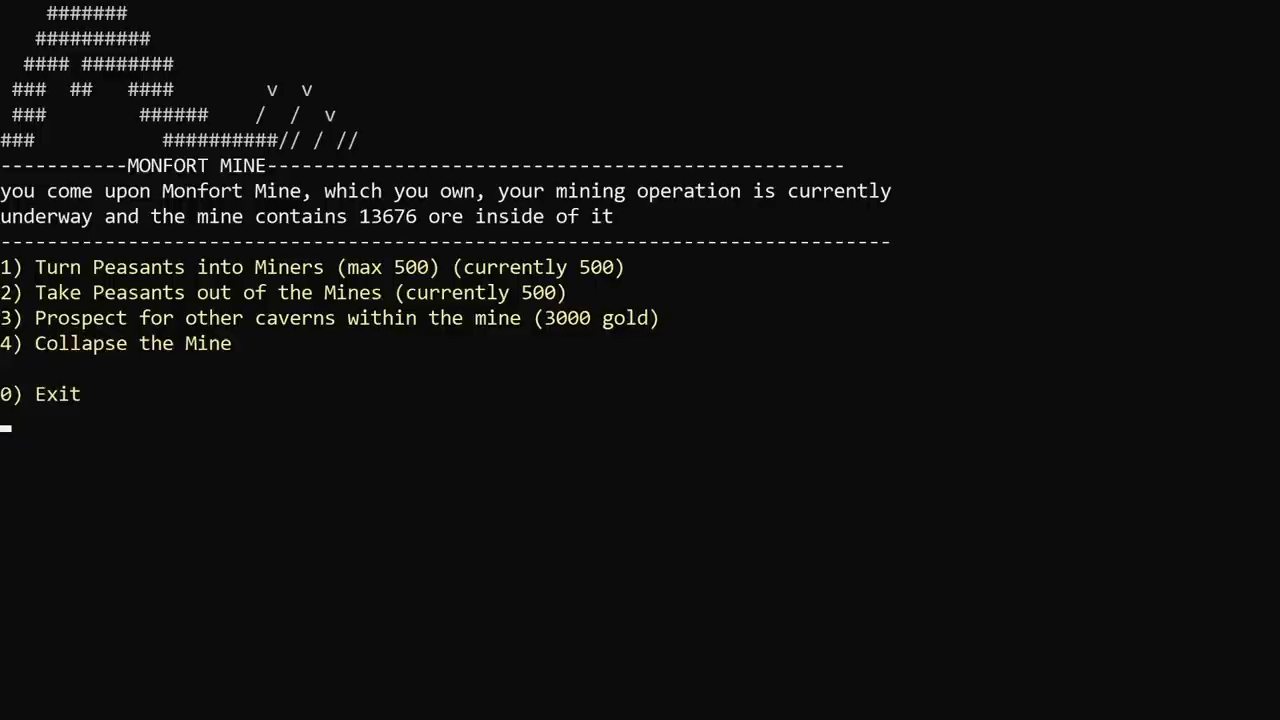 #######
   ##########
  #### ########
 ###  ##   ####        v  v
 ###        ######    /  /  v
###           ##########// / //
-----------MONFORT MINE--------------------------------------------------
you come upon Monfort Mine, which you own, your mining operation is currently
underway and the mine contains 13676 ore inside of it
-----------------------------------------------------------------------------
1) Turn Peasants into Miners (max 500) (currently 500)
2) Take Peasants out of the Mines (currently 500)
3) Prospect for other caverns within the mine (3000 gold)
4) Collapse the Mine
0) Exit